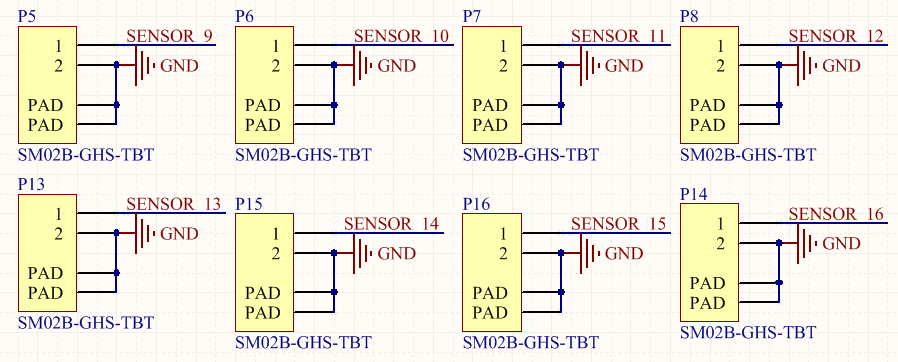 P5
1 SENSOR_9
2 GND
PAD
PAD
SM02B-GHS-TBT
P6
1 SENSOR_10
2 GND
PAD
PAD
SM02B-GHS-TBT
P7
1 SENSOR_11
2 GND
PAD
PAD
SM02B-GHS-TBT
P8
1 SENSOR_12
2 GND
PAD
PAD
SM02B-GHS-TBT
P13
1 SENSOR_13
2 GND
PAD
PAD
SM02B-GHS-TBT
P15
1 SENSOR_14
2 GND
PAD
PAD
SM02B-GHS-TBT
P16
1 SENSOR_15
2 GND
PAD
PAD
SM02B-GHS-TBT
P14
1 SENSOR_16
2 GND
PAD
PAD
SM02B-GHS-TBT